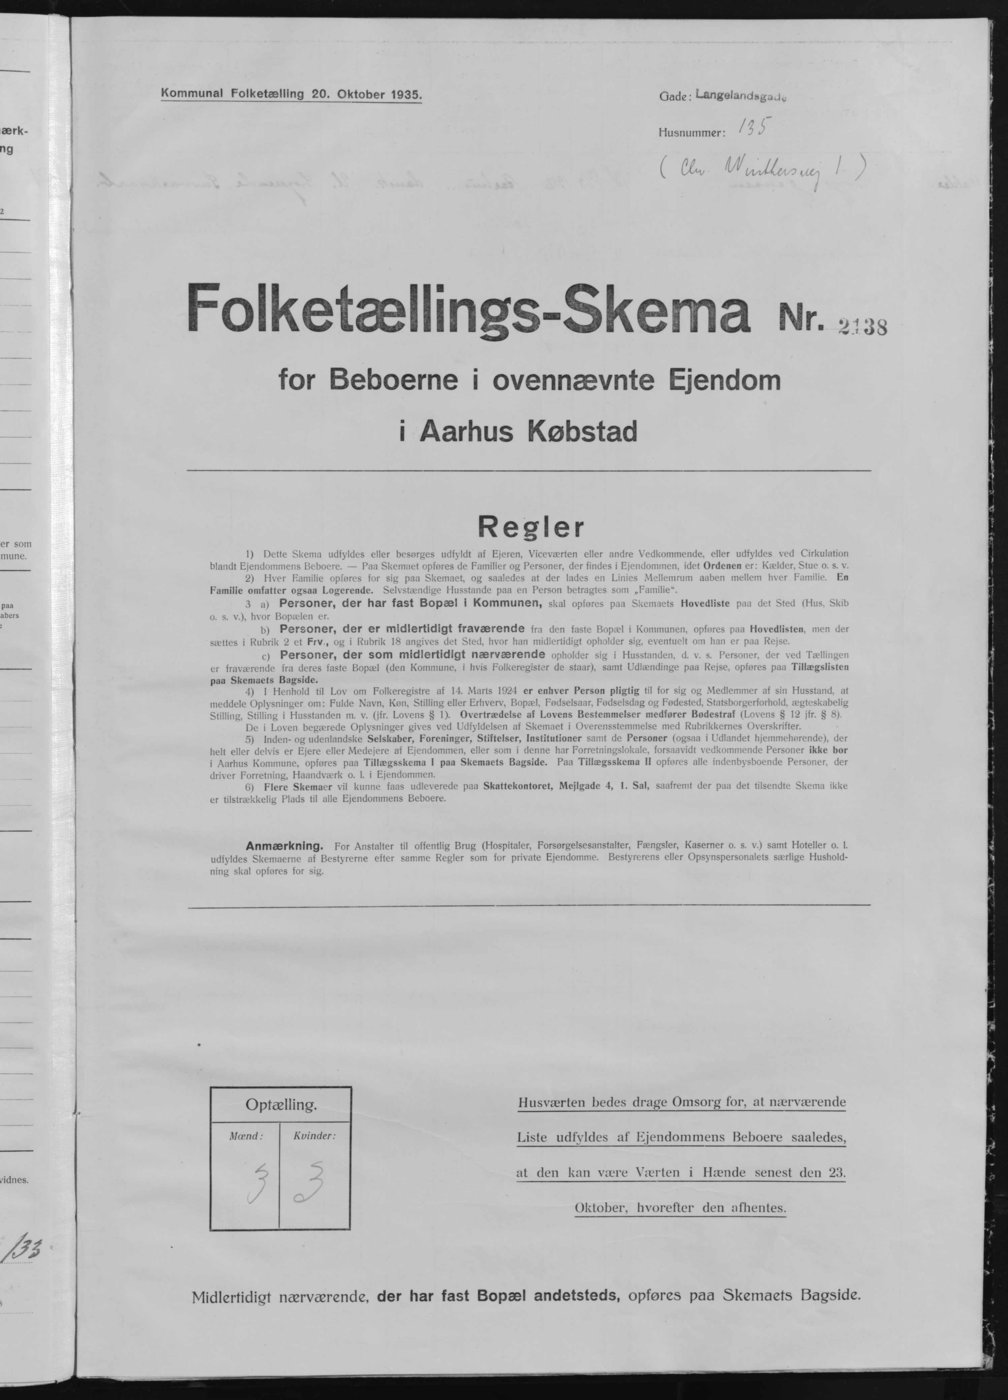 Kommunal Folketælling 20. Oktober 1935.
Gade: Langelandsgade
Husnummer: 135
( Chr. Winthersvej 1. )
Folketællings-Skema Nr. 2138
for Beboerne i ovennævnte Ejendom
i Aarhus Købstad
Regler
1) Dette Skema udfyldes eller besørges udfyldt af Ejeren, Viceværten eller andre Vedkommende, eller udfyldes ved Cirkulation
blandt Ejendommens Beboere. — Paa Skemaet opføres de Familier og Personer, der findes i Ejendommen, idet Ordenen er: Kælder, Stue o. s. v.
2) Hver Familie opføres for sig paa Skemaet, og saaledes at der lades en Linies Mellemrum aaben mellem hver Familie. En
Familie omfatter ogsaa Logerende. Selvstændige Husstande paa en Person betragtes som „Familie".
3 a) Personer, der har fast Bopæl i Kommunen, skal opføres paa Skemaets Hovedliste paa det Sted (Hus, Skib
o. s. v.), hvor Bopælen er.
b) Personer, der er midlertidigt fraværende fra den faste Bopæl i Kommunen, opføres paa Hovedlisten, men der
sættes i Rubrik 2 et Frv., og i Rubrik 18 angives det Sted, hvor han midlertidigt opholder sig, eventuelt om han er paa Rejse.
c) Personer, der som midlertidigt nærværende opholder sig i Husstanden, d. v. s. Personer, der ved Tællingen
er fraværende fra deres faste Bopæl (den Kommune, i hvis Folkeregister de staar), samt Udlændinge paa Rejse, opføres paa Tillægslisten
paa Skemaets Bagside.
4) I Henhold til Lov om Folkeregistre af 14. Marts 1924 er enhver Person pligtig til for sig og Medlemmer af sin Husstand, at
meddele Oplysninger om: Fulde Navn, Køn, Stilling eller Erhverv, Bopæl, Fødselsaar, Fødselsdag og Fødested, Statsborgerforhold, ægteskabelig
Stilling, Stilling i Husstanden m. v. (jfr. Lovens § 1). Overtrædelse af Lovens Bestemmelser medfører Bødestraf (Lovens § 12 jfr. § 8).
De i Loven begærede Oplysninger gives ved Udfyldelsen af Skemaet i Overensstemmelse med Rubrikkernes Overskrifter.
5) Inden- og udenlandske Selskaber, Foreninger, Stiftelser, Institutioner samt de Personer (ogsaa i Udlandet hjemmehørende), der
helt eller delvis er Ejere eller Medejere af Ejendommen, eller som i denne har Forretningslokale, forsaavidt vedkommende Personer ikke bor
i Aarhus Kommune, opføres paa Tillægsskema I paa Skemaets Bagside. Paa Tillægsskema II opføres alle indenbysboende Personer, der
driver Forretning, Haandværk o. l. i Ejendommen.
6) Flere Skemaer vil kunne faas udleverede paa Skattekontoret, Mejlgade 4, 1. Sal, saafremt der paa det tilsendte Skema ikke
er tilstrækkelig Plads til alle Ejendommens Beboere.
Anmærkning. For Anstalter til offentlig Brug (Hospitaler, Forsørgelsesanstalter, Fængsler, Kaserner o. s. v.) samt Hoteller o. l.
udfyldes Skemaerne af Bestyrerne efter samme Regler som for private Ejendomme. Bestyrerens eller Opsynspersonalets særlige Hushold-
ning skal opføres for sig.
Optælling.
Mænd: Kvinder:
3 3
Husværten bedes drage Omsorg for, at nærværende
Liste udfyldes af Ejendommens Beboere saaledes,
at den kan være Værten i Hænde senest den 23.
Oktober, hvorefter den afhentes.
Midlertidigt nærværende, der har fast Bopæl andetsteds, opføres paa Skemaets Bagside.
ærk-
ng
2
er som
mune.
paa
abers
vidnes.
133